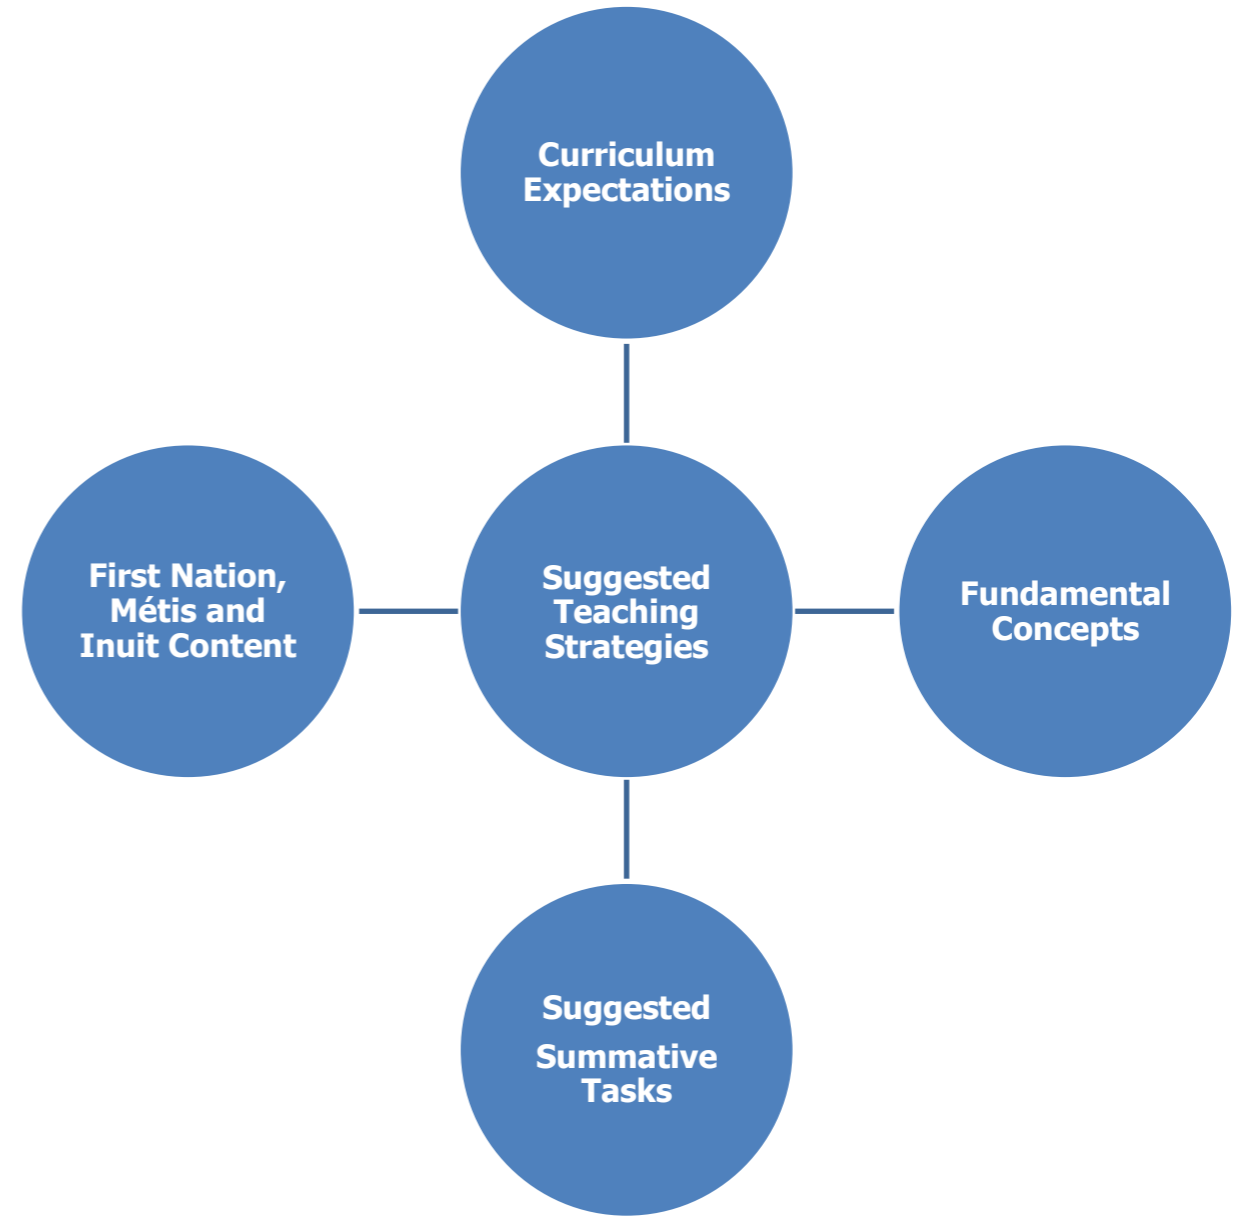 Curriculum
Expectations
First Nation,
Métis and
Inuit Content
Suggested
Teaching
Strategies
Fundamental
Concepts
Suggested
Summative
Tasks